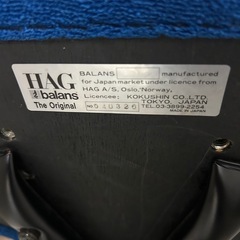 HAG
balans
The Original
BALANS manufactured
for Japan market under licence from
HAG A/S, Oslo, Norway,
Licencee; KOKUSHIN CO.LTD.
TOKYO, JAPAN
TEL.03-3899-2254
MADE IN JAPAN